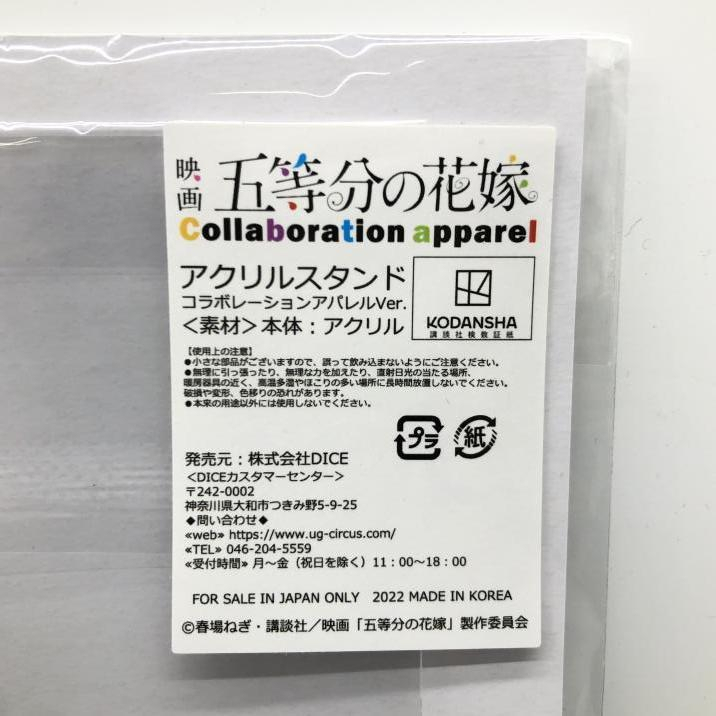 映画 五等分の花嫁
Collaboration apparel
アクリルスタンド
コラボレーションアパレルVer.
＜素材＞本体：アクリル
KODANSHA
講談社検数証紙
【使用上の注意】
●小さな部品がございますので、誤って飲み込まないようにご注意ください。
●無理に引っ張ったり、無理な力を加えたり、直射日光の当たる場所、
暖房器具の近く、高温多湿やほこりの多い場所に長時間放置しないでください。
破損や変形、色移りの恐れがあります。
●本来の用途以外には使用しないでください。
プラ
紙
発売元：株式会社DICE
＜DICEカスタマーセンター＞
〒242-0002
神奈川県大和市つきみ野5-9-25
◆問い合わせ◆
≪web≫ https://www.ug-circus.com/
≪TEL≫ 046-204-5559
≪受付時間≫ 月～金（祝日を除く）11：00～18：00
FOR SALE IN JAPAN ONLY 2022 MADE IN KOREA
©春場ねぎ・講談社／映画「五等分の花嫁」製作委員会